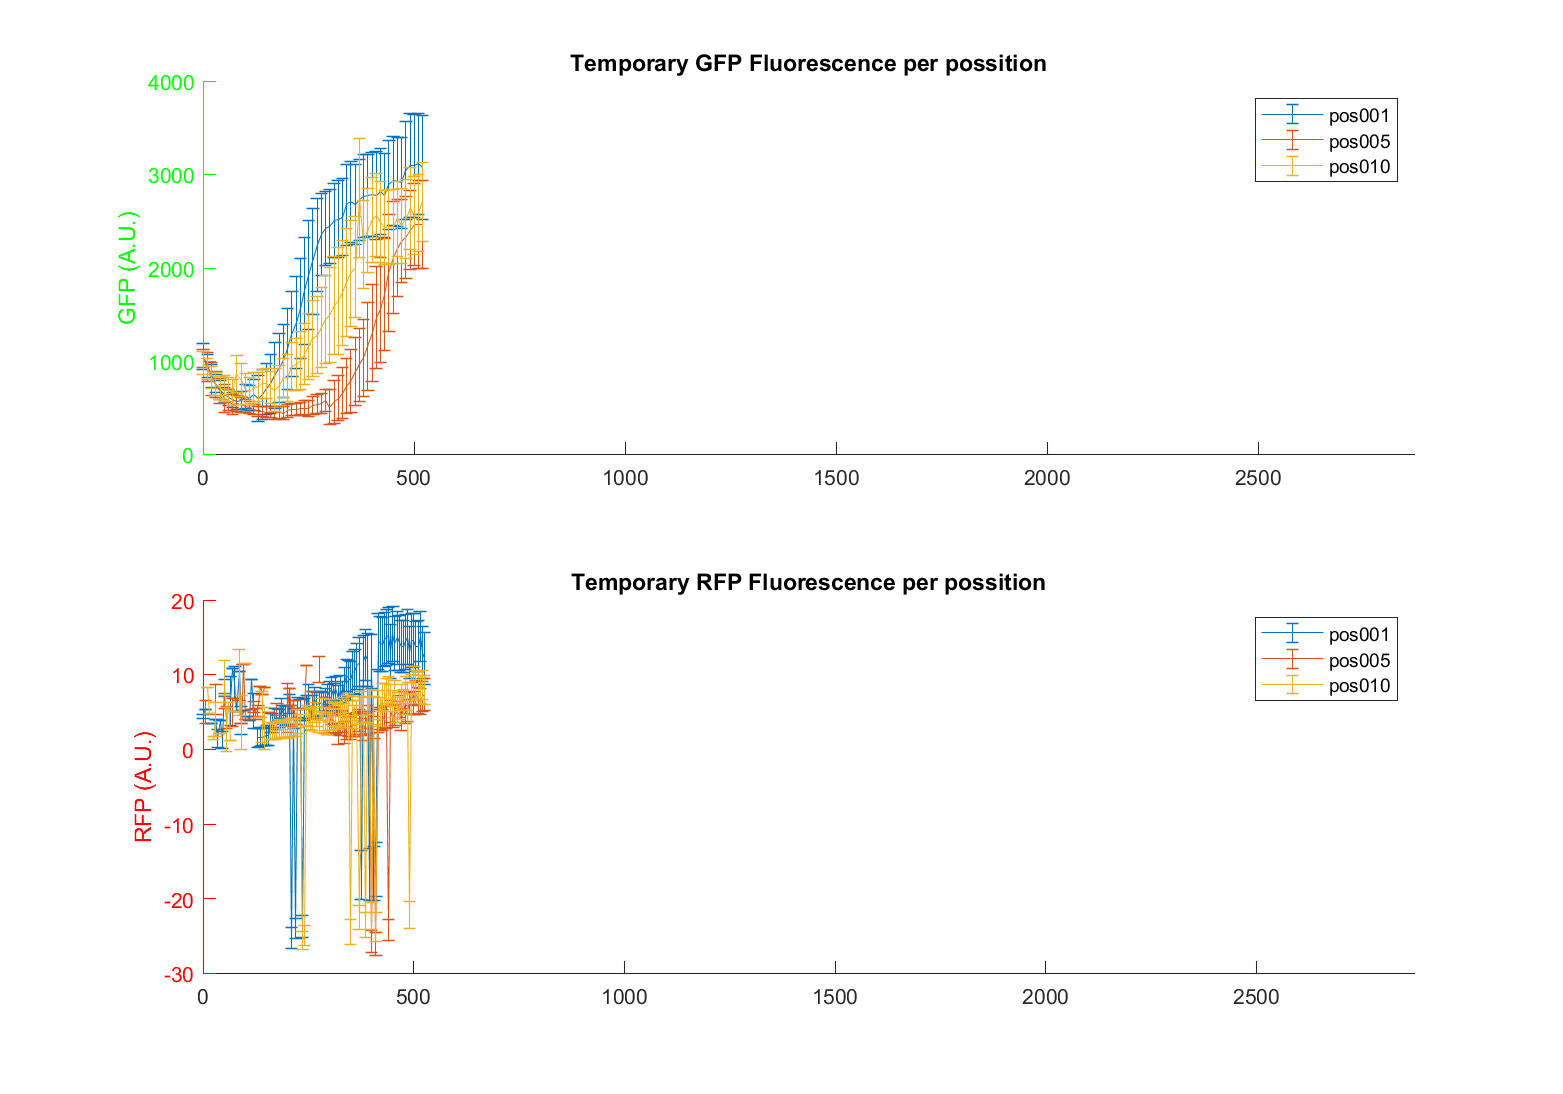 Temporary GFP Fluorescence per possition
4000
3000
2000
1000
0
GFP (A.U.)
0 500 1000 1500 2000 2500
pos001
pos005
pos010
Temporary RFP Fluorescence per possition
20
10
0
-10
-20
-30
RFP (A.U.)
0 500 1000 1500 2000 2500
pos001
pos005
pos010